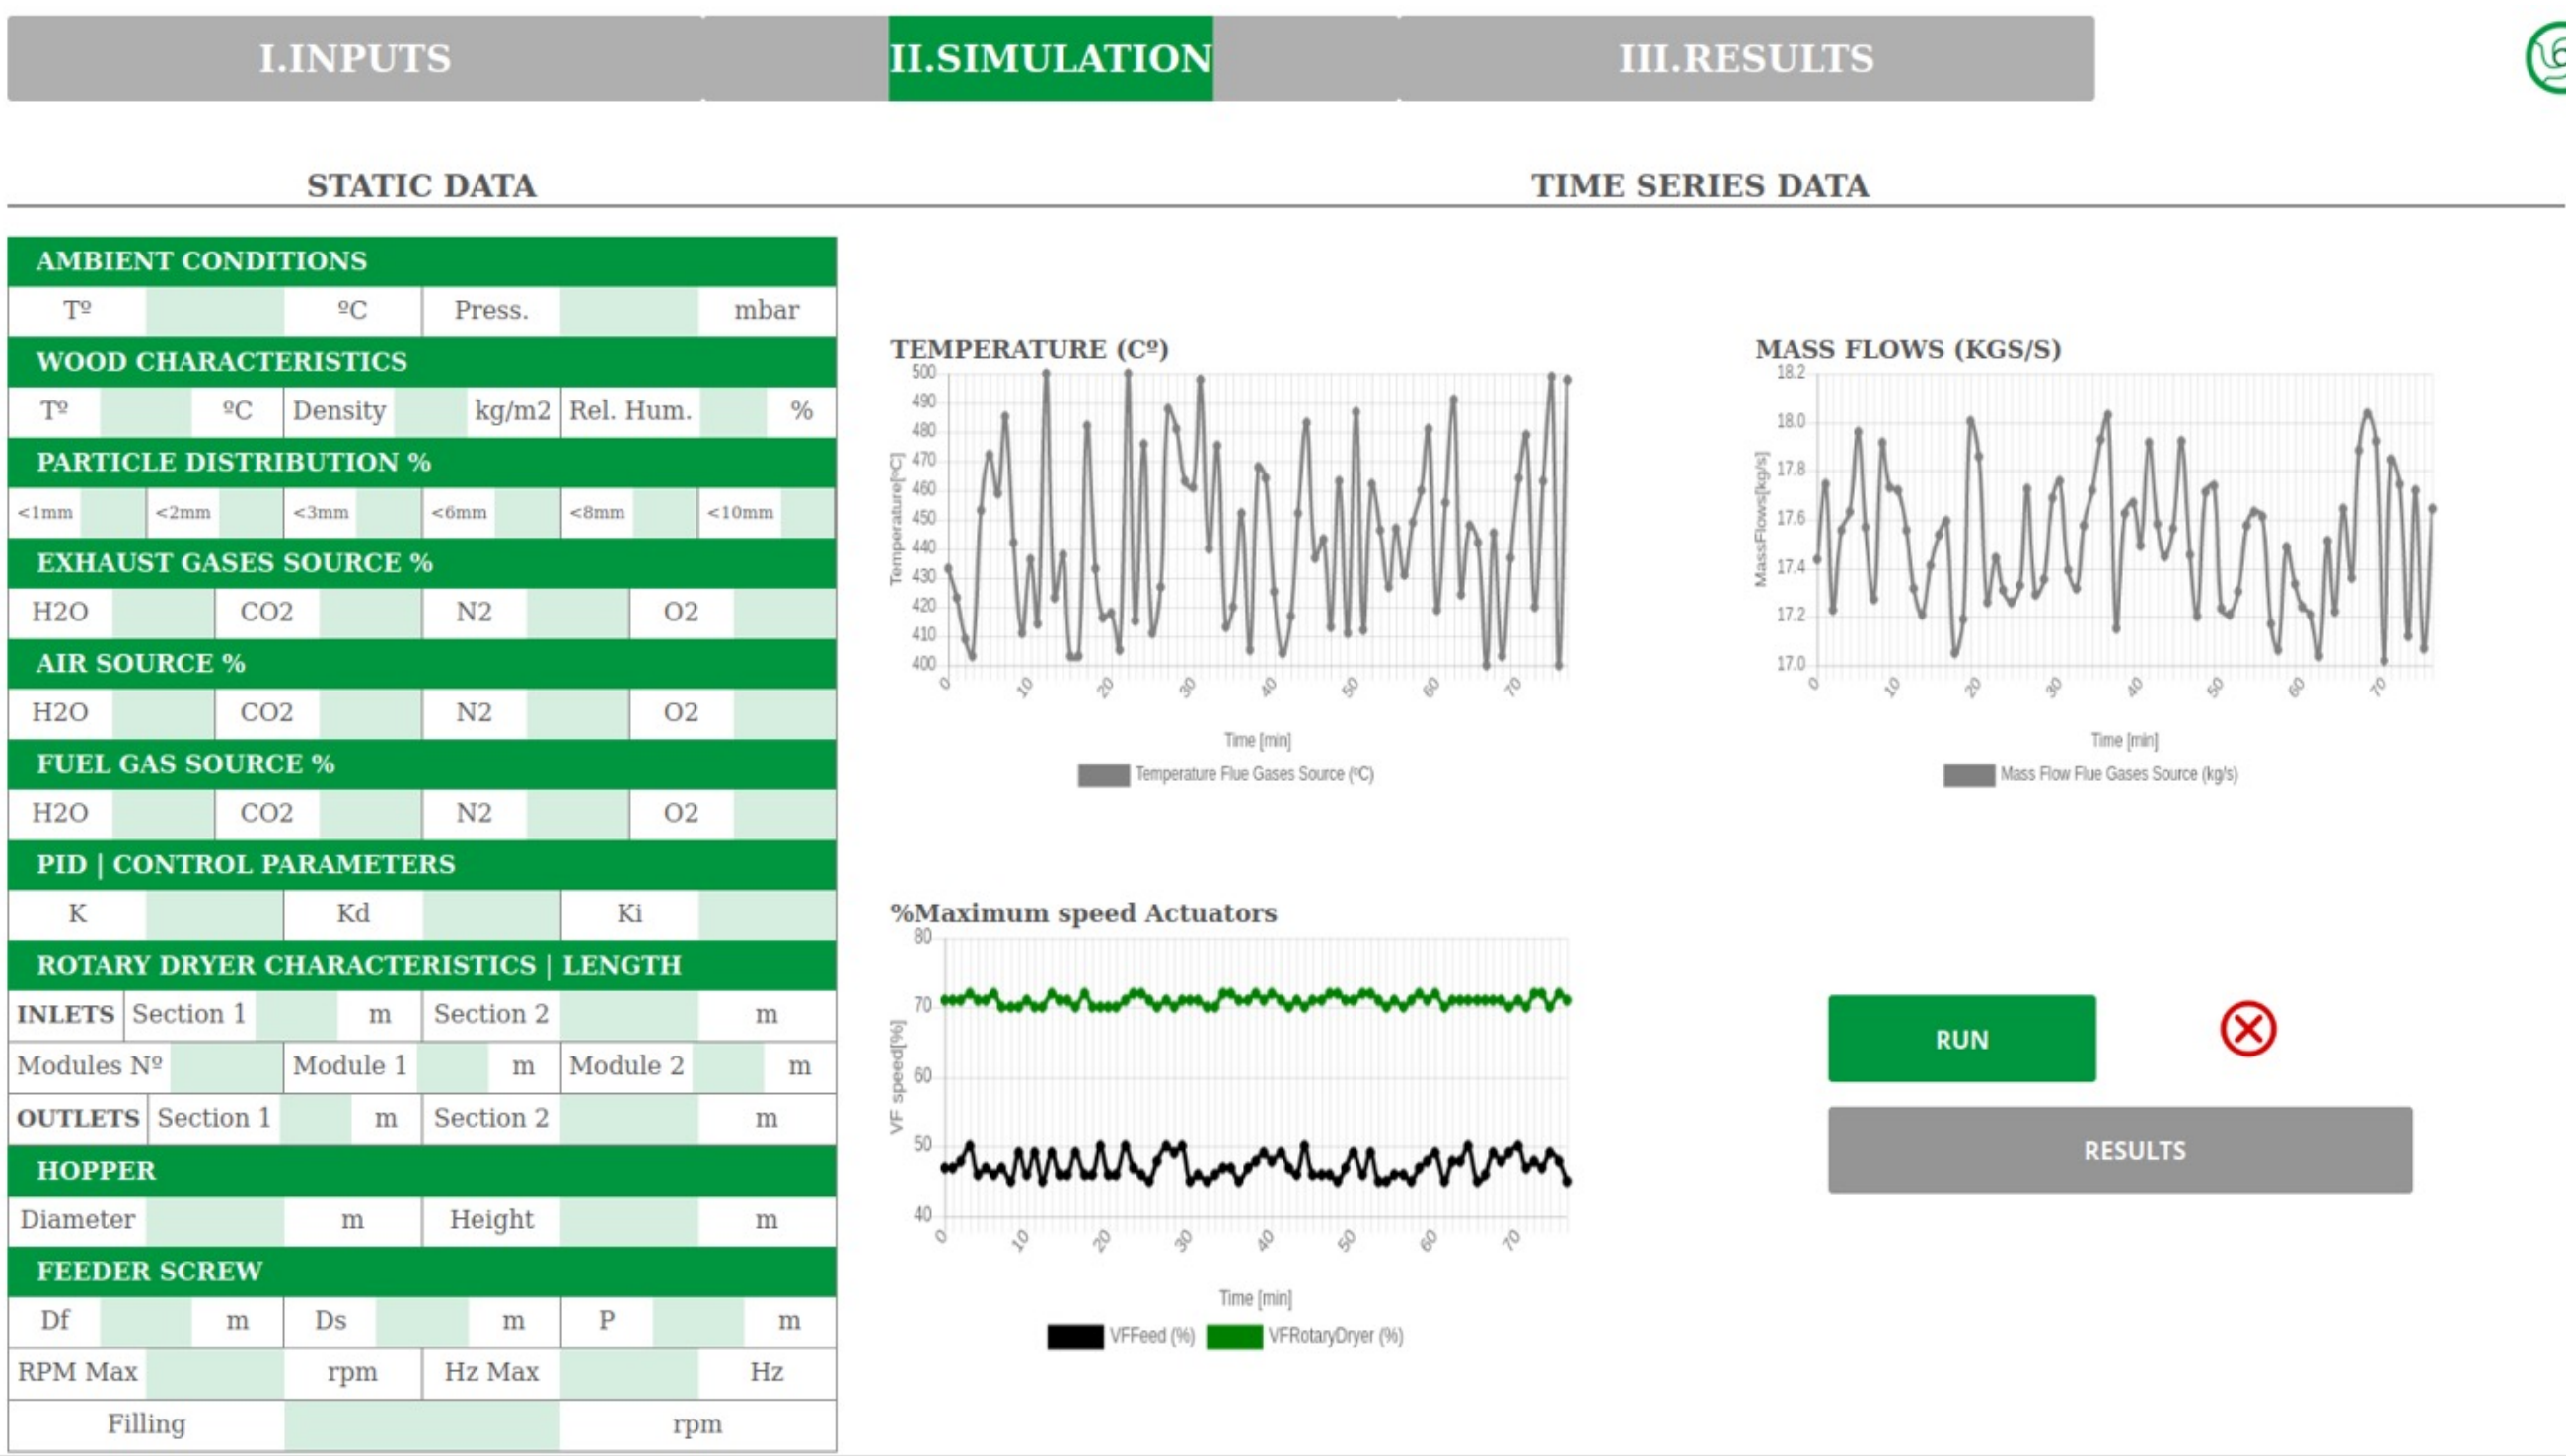 I.INPUTS II.SIMULATION III.RESULTS
STATIC DATA TIME SERIES DATA
AMBIENT CONDITIONS
Tº ºC Press. mbar
WOOD CHARACTERISTICS
Tº ºC Density kg/m2 Rel. Hum. %
PARTICLE DISTRIBUTION %
<1mm <2mm <3mm <6mm <8mm <10mm
EXHAUST GASES SOURCE %
H2O CO2 N2 O2
AIR SOURCE %
H2O CO2 N2 O2
FUEL GAS SOURCE %
H2O CO2 N2 O2
PID | CONTROL PARAMETERS
K Kd Ki
ROTARY DRYER CHARACTERISTICS | LENGTH
INLETS Section 1 m Section 2 m
Modules Nº Module 1 m Module 2 m
OUTLETS Section 1 m Section 2 m
HOPPER
Diameter m Height m
FEEDER SCREW
Df m Ds m P m
RPM Max rpm Hz Max Hz
Filling rpm
TEMPERATURE (Cº)
500
490
480
470
460
450
440
430
420
410
400
Temperature[ºC]
0 10 20 30 40 50 60 70
Time [min]
Temperature Flue Gases Source (ºC)
MASS FLOWS (KGS/S)
18.2
18.0
17.8
17.6
17.4
17.2
17.0
MassFlows[kg/s]
0 10 20 30 40 50 60 70
Time [min]
Mass Flow Flue Gases Source (kg/s)
%Maximum speed Actuators
80
70
60
50
40
VF speed[%]
0 10 20 30 40 50 60 70
Time [min]
VFFeed (%) VFRotaryDryer (%)
RUN
RESULTS